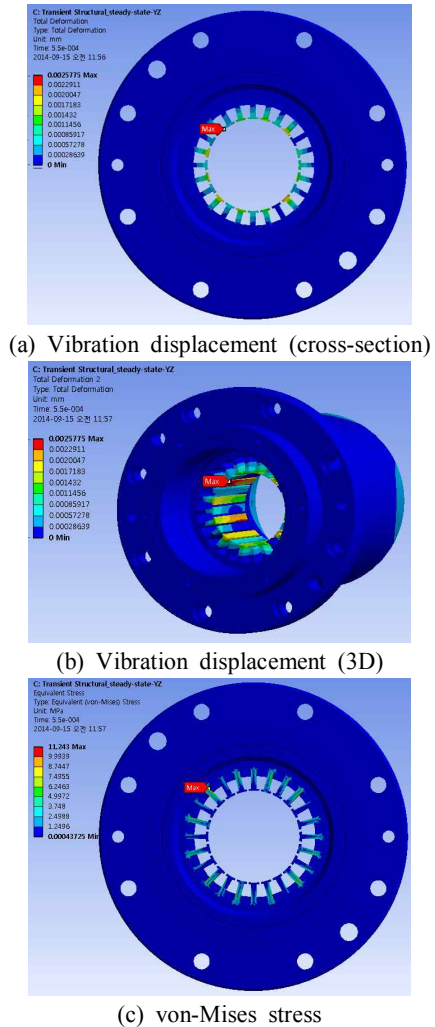 C: Transient Structural_steady-state-YZ
Total Deformation
Type: Total Deformation
Unit: mm
Time: 5.5e-004
2014-09-15 오전 11:56
0.0025775 Max
0.0022911
0.0020047
0.0017183
0.001432
0.0011456
0.00085917
0.00057278
0.00028639
0 Min
Max
(a) Vibration displacement (cross-section)
C: Transient Structural_steady-state-YZ
Total Deformation 2
Type: Total Deformation
Unit: mm
Time: 5.5e-004
2014-09-15 오전 11:57
0.0025775 Max
0.0022911
0.0020047
0.0017183
0.001432
0.0011456
0.00085917
0.00057278
0.00028639
0 Min
Max
(b) Vibration displacement (3D)
C: Transient Structural_steady-state-YZ
Equivalent Stress
Type: Equivalent (von-Mises) Stress
Unit: MPa
Time: 5.5e-004
2014-09-15 오전 11:57
11.243 Max
9.9939
8.7447
7.4955
6.2463
4.9972
3.748
2.4988
1.2496
0.00043725 Min
Max
(c) von-Mises stress